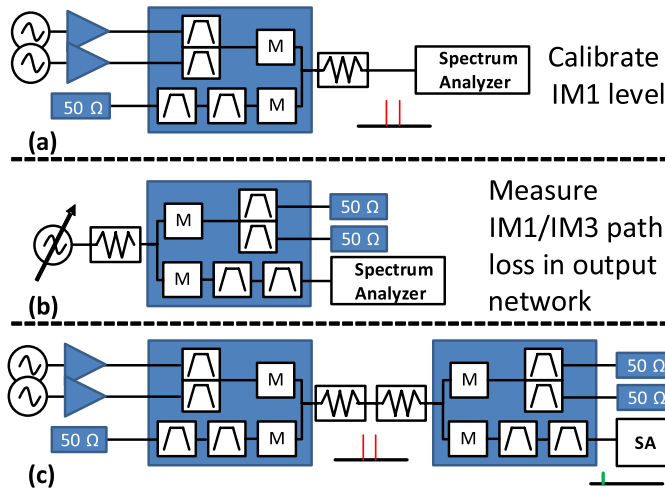 M
Spectrum
Analyzer
Calibrate
IM1 level
50 Ω
M
(a)
M
50 Ω
50 Ω
Measure
IM1/IM3 path
loss in output
network
M
Spectrum
Analyzer
(b)
M
M
50 Ω
50 Ω
50 Ω
M
M
SA
(c)